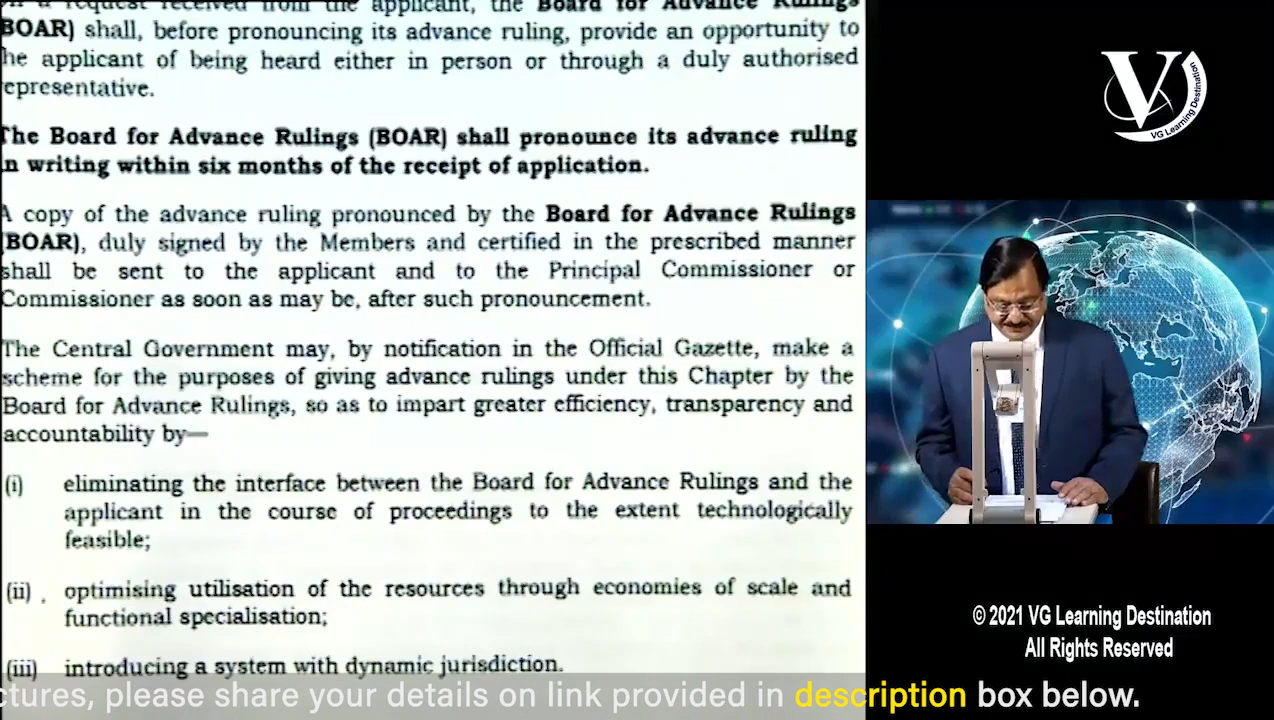 request received from the applicant, the Board for Advance Rulings
BOAR) shall, before pronouncing its advance ruling, provide an opportunity to
he applicant of being heard either in person or through a duly authorised
epresentative.
The Board for Advance Rulings (BOAR) shall pronounce its advance ruling
n writing within six months of the receipt of application.
A copy of the advance ruling pronounced by the Board for Advance Rulings
(BOAR), duly signed by the Members and certified in the prescribed manner
shall be sent to the applicant and to the Principal Commissioner or
Commissioner as soon as may be, after such pronouncement.
The Central Government may, by notification in the Official Gazette, make a
scheme for the purposes of giving advance rulings under this Chapter by the
Board for Advance Rulings, so as to impart greater efficiency, transparency and
accountability by—
(i) eliminating the interface between the Board for Advance Rulings and the
applicant in the course of proceedings to the extent technologically
feasible;
(ii) . optimising utilisation of the resources through economies of scale and
functional specialisation;
(iii) introducing a system with dynamic jurisdiction.
ctures, please share your details on link provided in description box below.
V
VG Learning Destination
© 2021 VG Learning Destination
All Rights Reserved